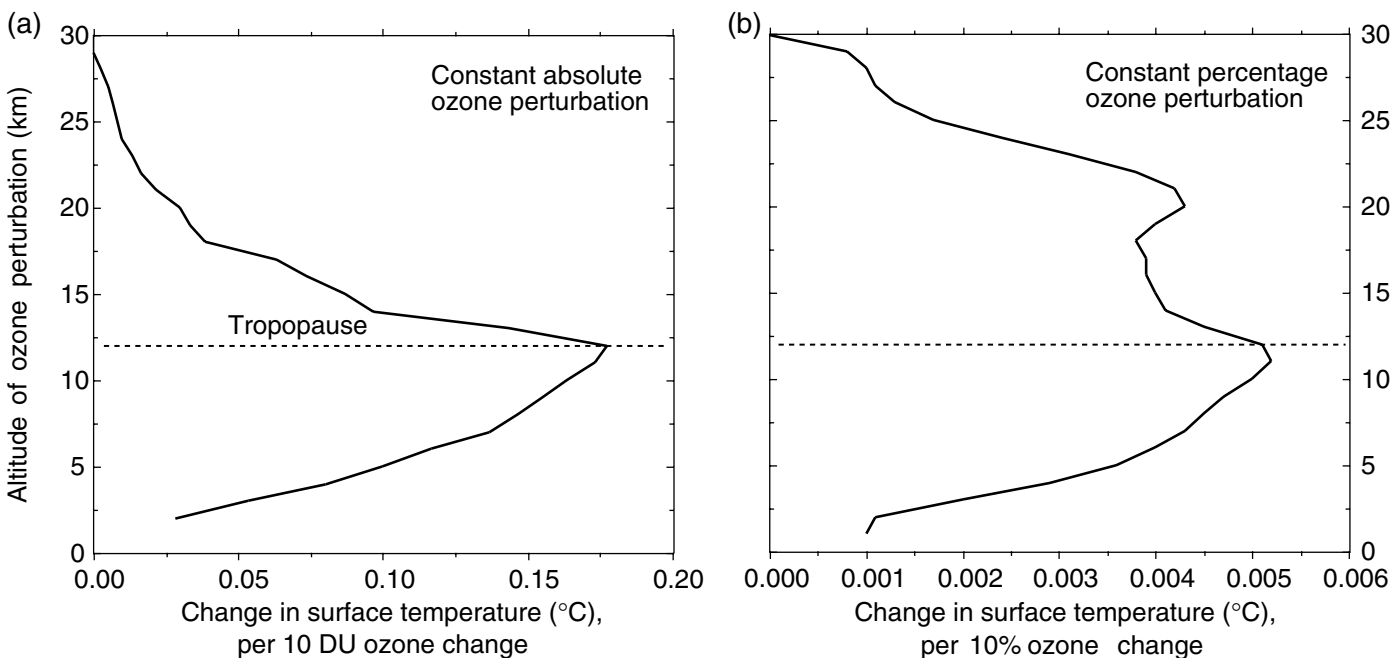 (a)
Altitude of ozone perturbation (km)
30
25
20
15
10
5
0
Constant absolute
ozone perturbation
Tropopause
0.00 0.05 0.10 0.15 0.20
Change in surface temperature (°C),
per 10 DU ozone change
(b)
Constant percentage
ozone perturbation
30
25
20
15
10
5
0
0.000 0.001 0.002 0.003 0.004 0.005 0.006
Change in surface temperature (°C),
per 10% ozone change